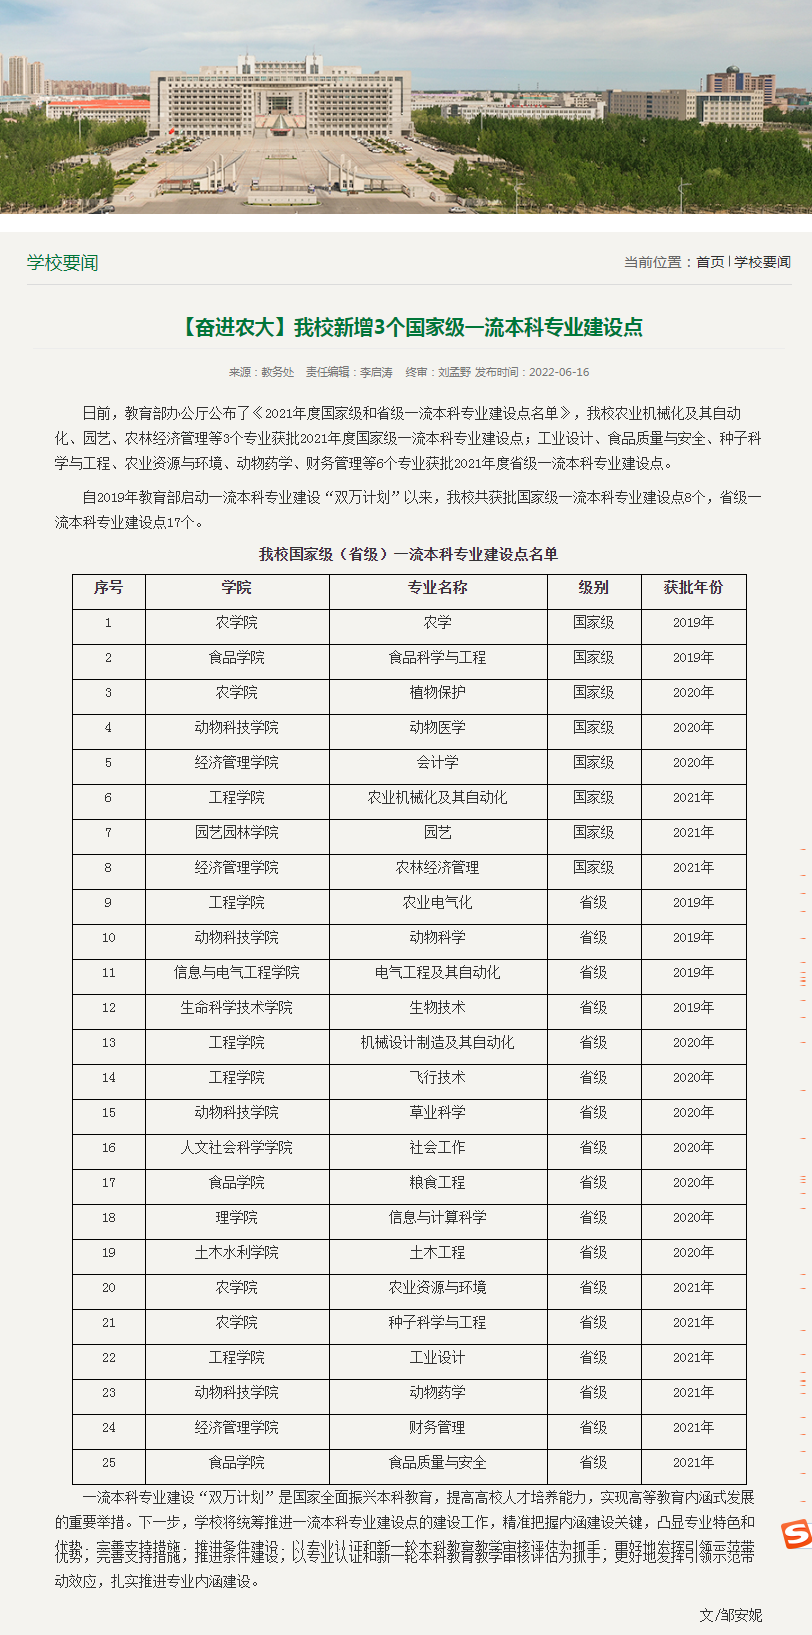 学校要闻
当前位置：首页 | 学校要闻
【奋进农大】我校新增3个国家级一流本科专业建设点
来源：教务处 责任编辑：李启涛 终审：刘孟野 发布时间：2022-06-16
日前，教育部办公厅公布了《2021年度国家级和省级一流本科专业建设点名单》，我校农业机械化及其自动
化、园艺、农林经济管理等3个专业获批2021年度国家级一流本科专业建设点；工业设计、食品质量与安全、种子科
学与工程、农业资源与环境、动物药学、财务管理等6个专业获批2021年度省级一流本科专业建设点。
自2019年教育部启动一流本科专业建设“双万计划”以来，我校共获批国家级一流本科专业建设点8个，省级一
流本科专业建设点17个。
我校国家级（省级）一流本科专业建设点名单
序号 学院 专业名称 级别 获批年份
1 农学院 农学 国家级 2019年
2 食品学院 食品科学与工程 国家级 2019年
3 农学院 植物保护 国家级 2020年
4 动物科技学院 动物医学 国家级 2020年
5 经济管理学院 会计学 国家级 2020年
6 工程学院 农业机械化及其自动化 国家级 2021年
7 园艺园林学院 园艺 国家级 2021年
8 经济管理学院 农林经济管理 国家级 2021年
9 工程学院 农业电气化 省级 2019年
10 动物科技学院 动物科学 省级 2019年
11 信息与电气工程学院 电气工程及其自动化 省级 2019年
12 生命科学技术学院 生物技术 省级 2019年
13 工程学院 机械设计制造及其自动化 省级 2020年
14 工程学院 飞行技术 省级 2020年
15 动物科技学院 草业科学 省级 2020年
16 人文社会科学学院 社会工作 省级 2020年
17 食品学院 粮食工程 省级 2020年
18 理学院 信息与计算科学 省级 2020年
19 土木水利学院 土木工程 省级 2020年
20 农学院 农业资源与环境 省级 2021年
21 农学院 种子科学与工程 省级 2021年
22 工程学院 工业设计 省级 2021年
23 动物科技学院 动物药学 省级 2021年
24 经济管理学院 财务管理 省级 2021年
25 食品学院 食品质量与安全 省级 2021年
一流本科专业建设“双万计划”是国家全面振兴本科教育，提高高校人才培养能力，实现高等教育内涵式发展
的重要举措。下一步，学校将统筹推进一流本科专业建设点的建设工作，精准把握内涵建设关键，凸显专业特色和
优势；完善支持措施；推进条件建设；以专业认证和新一轮本科教育教学审核评估为抓手；更好地发挥引领示范带
动效应，扎实推进专业内涵建设。
文/邹安妮